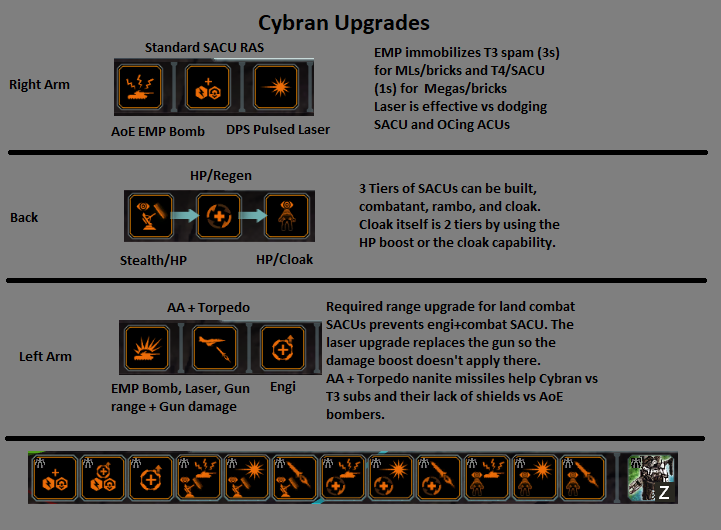 Cybran Upgrades
Standard SACU RAS
Right Arm
AoE EMP Bomb
DPS Pulsed Laser
EMP immobilizes T3 spam (3s)
for MLs/bricks and T4/SACU
(1s) for Megas/bricks
Laser is effective vs dodging
SACU and OCing ACUs
HP/Regen
Back
Stealth/HP
HP/Cloak
3 Tiers of SACUs can be built,
combatant, rambo, and cloak.
Cloak itself is 2 tiers by using the
HP boost or the cloak capability.
AA + Torpedo
Left Arm
EMP Bomb, Laser, Gun
range + Gun damage
Engi
Required range upgrade for land combat
SACUs prevents engi+combat SACU. The
laser upgrade replaces the gun so the
damage boost doesn't apply there.
AA + Torpedo nanite missiles help Cybran vs
T3 subs and their lack of shields vs AoE
bombers.
Z